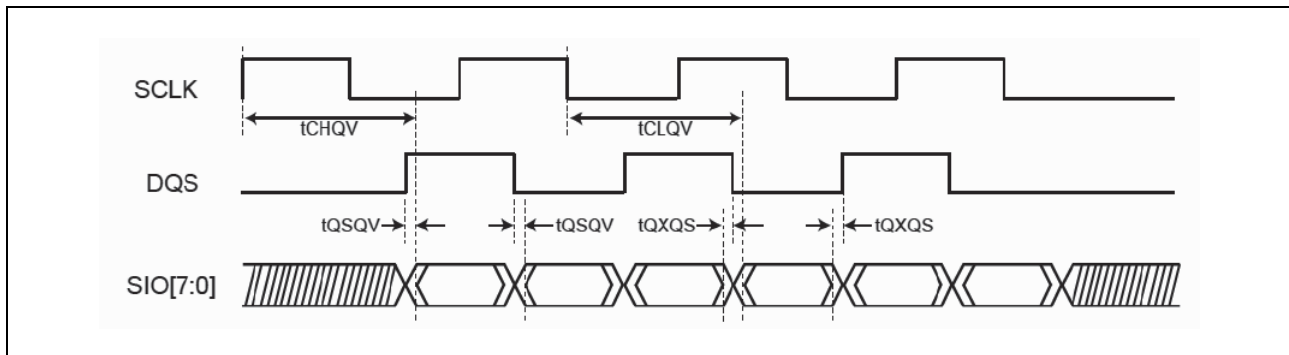 SCLK
tCHQV
tCLQV
DQS
tQSQV
tQSQV
tQXQS
tQXQS
SIO[7:0]